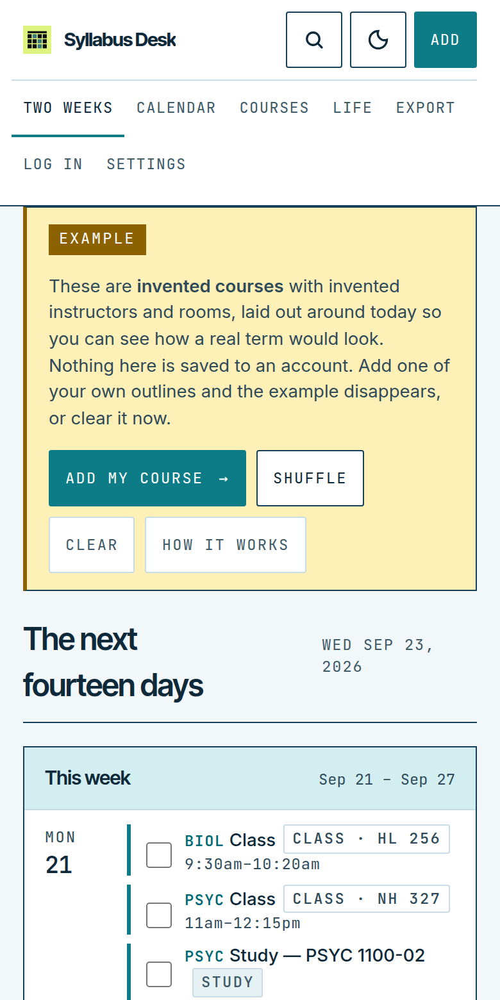 Syllabus Desk
ADD
TWO WEEKS CALENDAR COURSES LIFE EXPORT
LOG IN SETTINGS
EXAMPLE
These are invented courses with invented
instructors and rooms, laid out around today so
you can see how a real term would look.
Nothing here is saved to an account. Add one of
your own outlines and the example disappears,
or clear it now.
ADD MY COURSE → SHUFFLE
CLEAR HOW IT WORKS
The next
fourteen days
WED SEP 23,
2026
This week Sep 21 – Sep 27
MON
21
BIOL Class CLASS · HL 256
9:30am–10:20am
PSYC Class CLASS · NH 327
11am–12:15pm
PSYC Study — PSYC 1100-02
STUDY